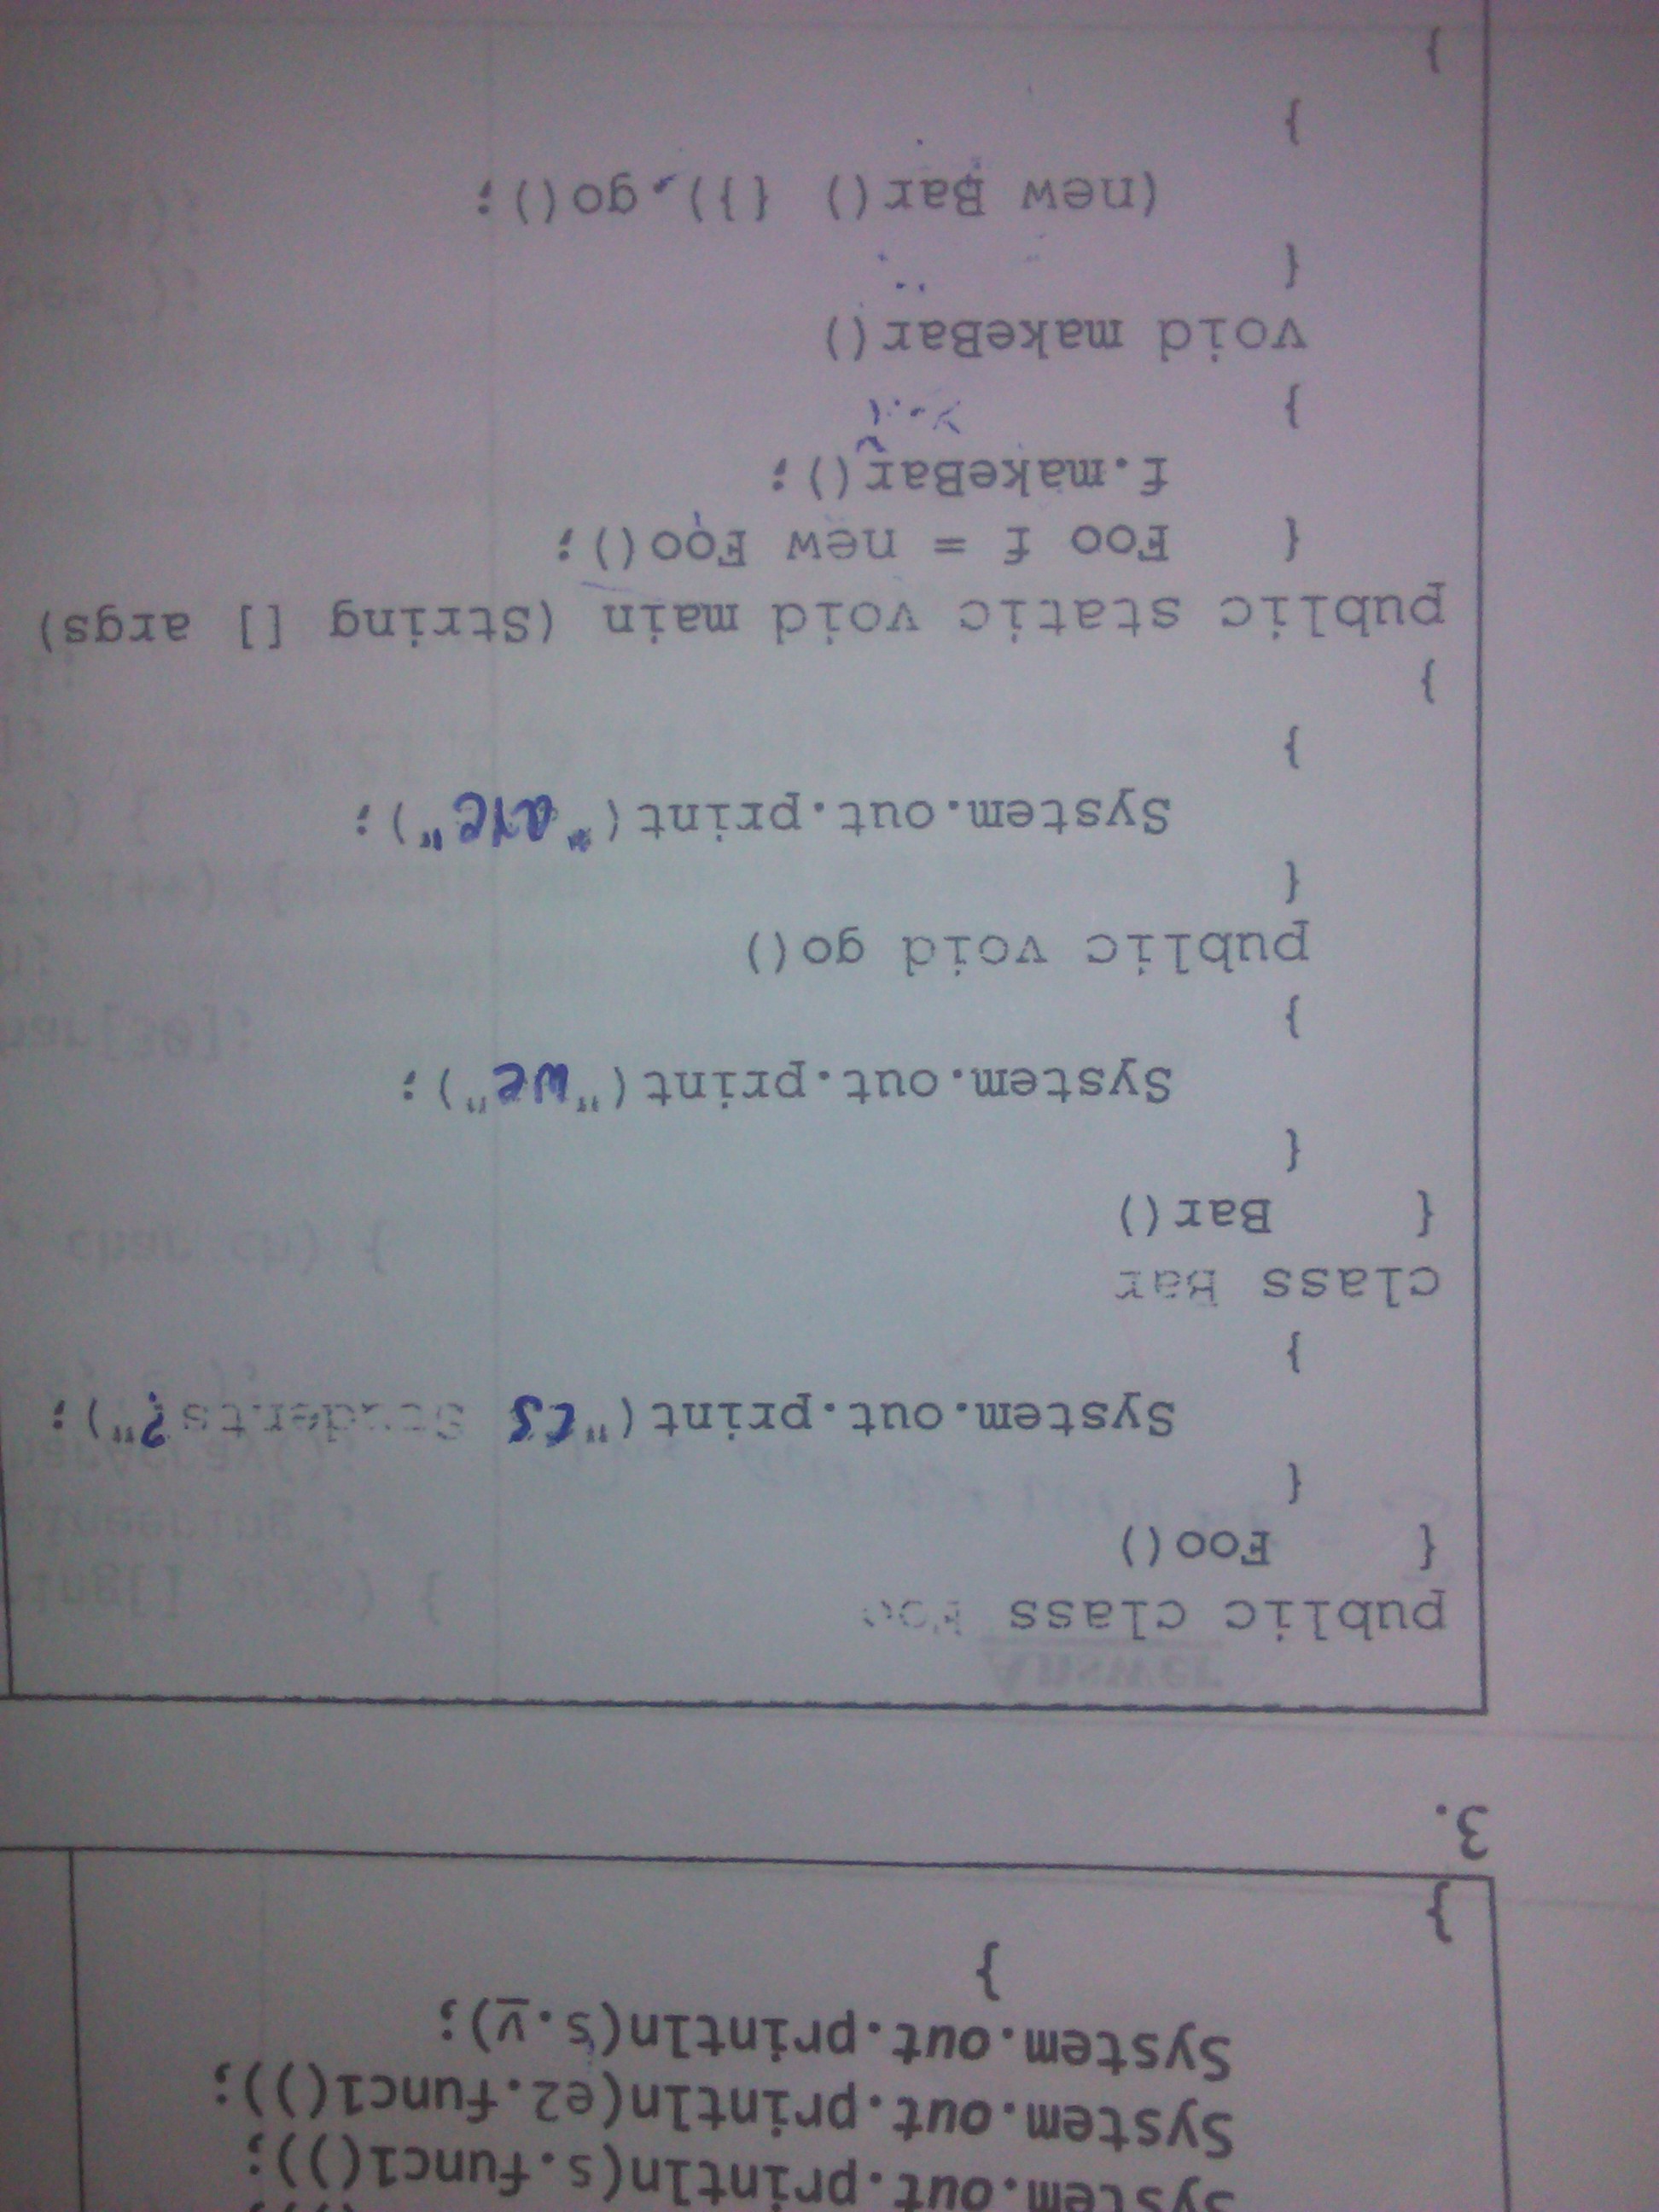 System.out.println(s.func1());
System.out.println(e2.func1());
System.out.println(s.v);
}
}
3.
public class Foo
{ Foo()
{
System.out.print("CS Students?");
}
class Bar
{ Bar()
{
System.out.print("we");
}
public void go()
{
System.out.print("are");
}
}
public static void main (String [] args)
{ Foo f = new Foo();
f.makeBar();
}
void makeBar()
{
(new Bar() {}).go();
}
}